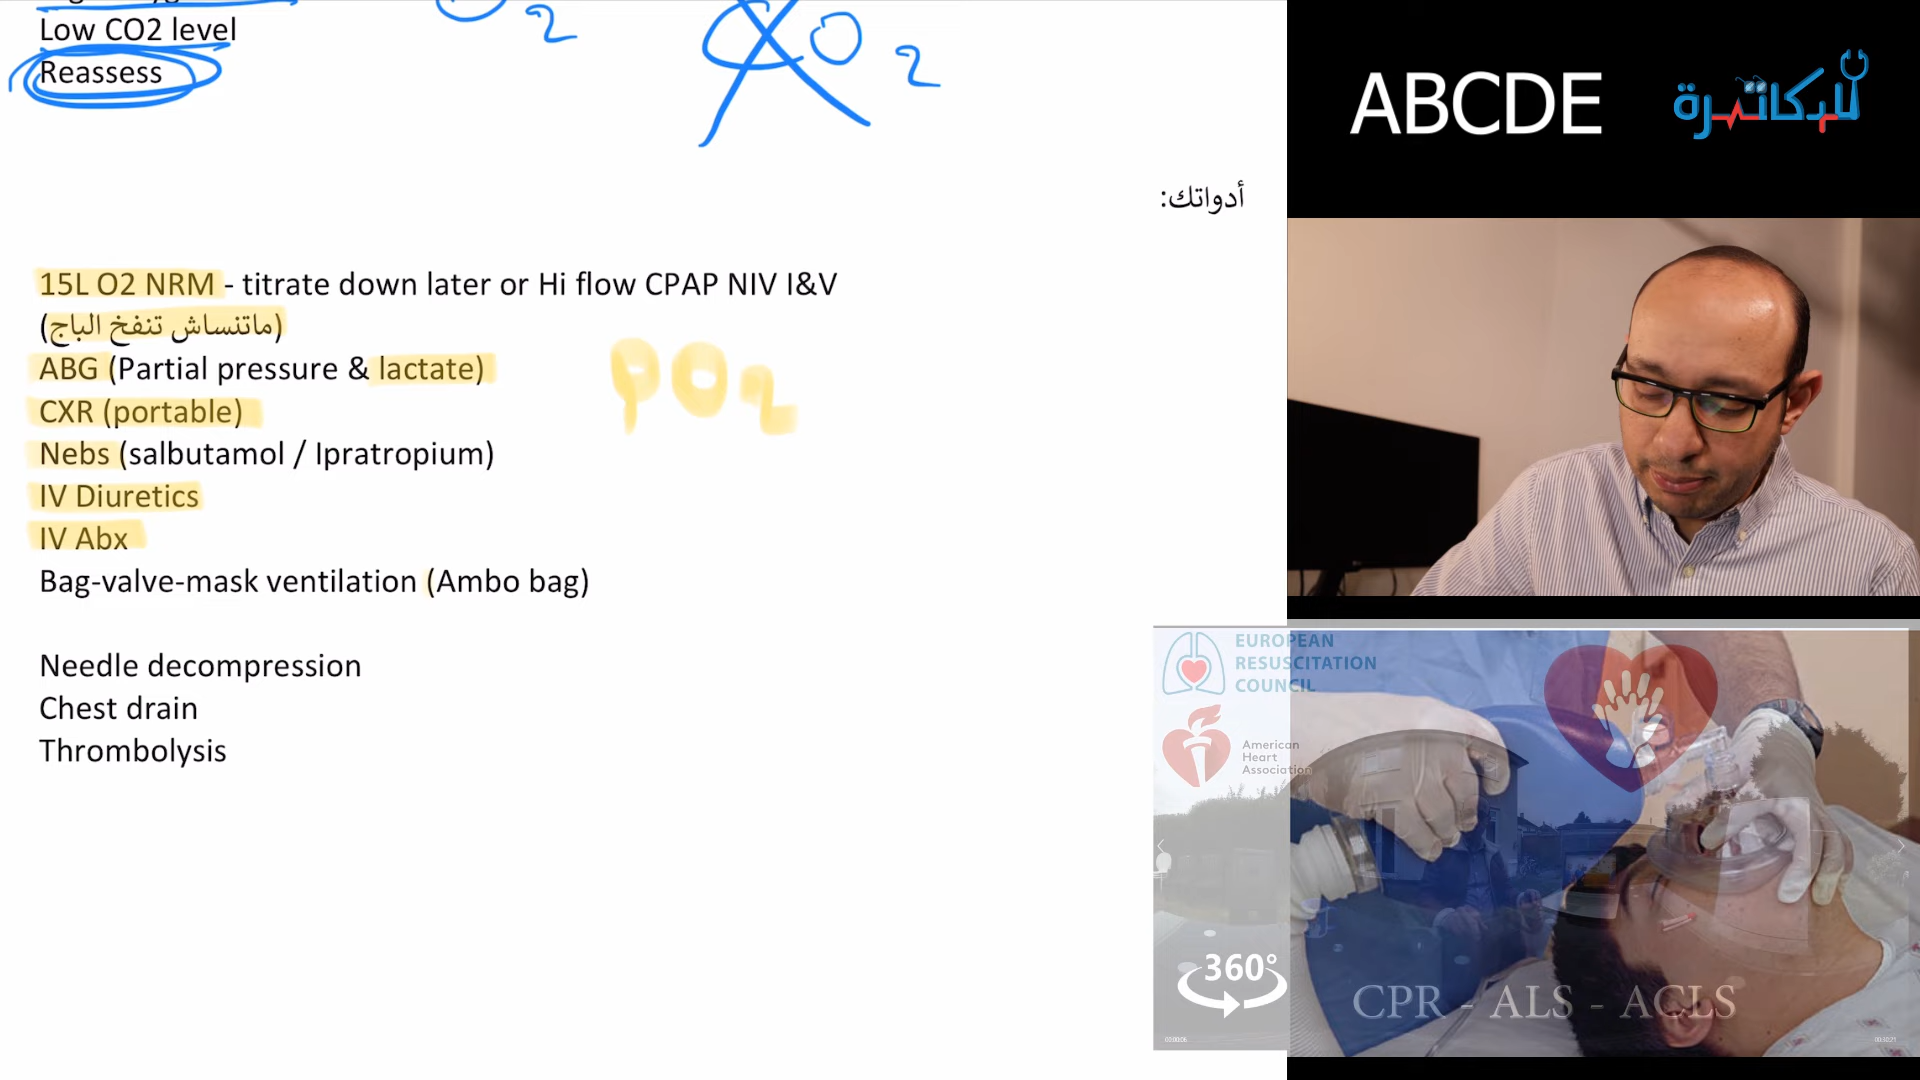 Low CO2 level
Reassess
O2
CO2
أدواتك:
15L O2 NRM - titrate down later or Hi flow CPAP NIV I&V
(ماتنساش تنفخ الباج)
ABG (Partial pressure & lactate)
PO2
CXR (portable)
Nebs (salbutamol / Ipratropium)
IV Diuretics
IV Abx
Bag-valve-mask ventilation (Ambo bag)
Needle decompression
Chest drain
Thrombolysis
ABCDE
للدكاترة
EUROPEAN
RESUSCITATION
COUNCIL
American
Heart
Association
360°
CPR - ALS - ACLS